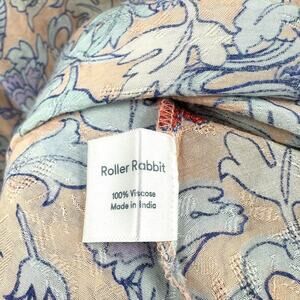 Roller Rabbit
100% Viscose
Made in India